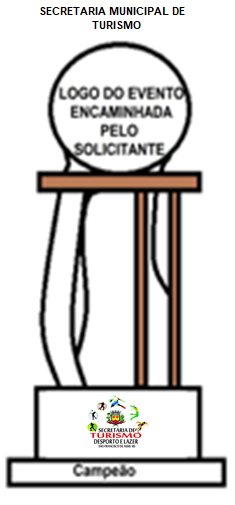 SECRETARIA MUNICIPAL DE
TURISMO
LOGO DO EVENTO
ENCAMINHADA
PELO
SOLICITANTE
SECRETARIA DE
TURISMO
DESPORTO E LAZER
Campeão